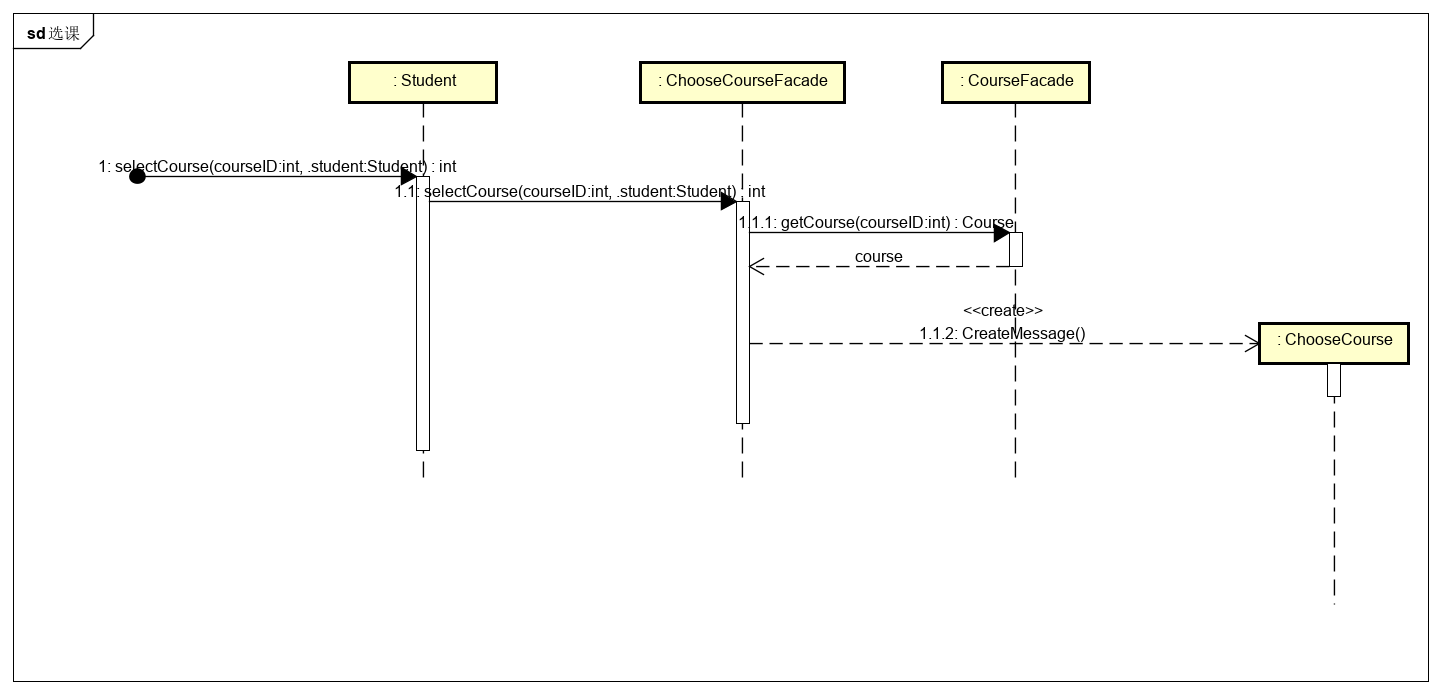 sd 选课
: Student
: ChooseCourseFacade
: CourseFacade
1: selectCourse(courseID:int, .student:Student) : int
1.1: selectCourse(courseID:int, .student:Student) : int
1.1.1: getCourse(courseID:int) : Course
course
<<create>>
1.1.2: CreateMessage()
: ChooseCourse